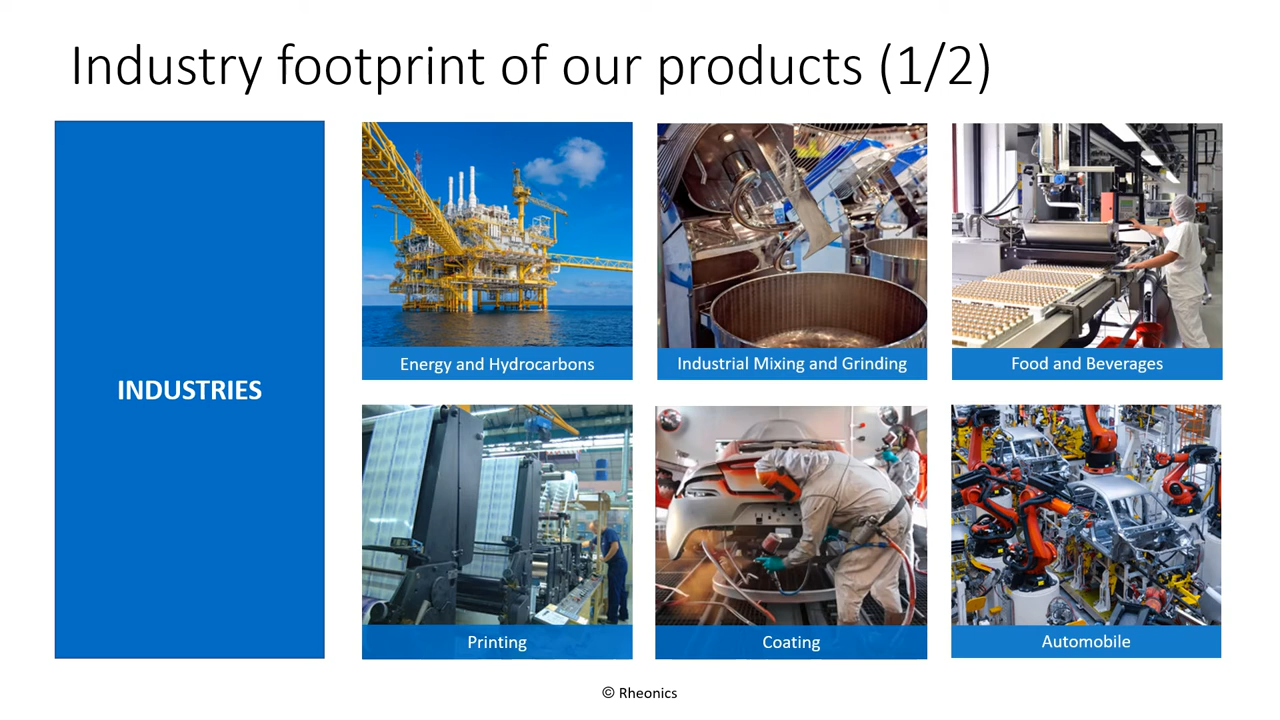 Industry footprint of our products (1/2)
INDUSTRIES
Energy and Hydrocarbons
Industrial Mixing and Grinding
Food and Beverages
Printing
Coating
Automobile
© Rheonics